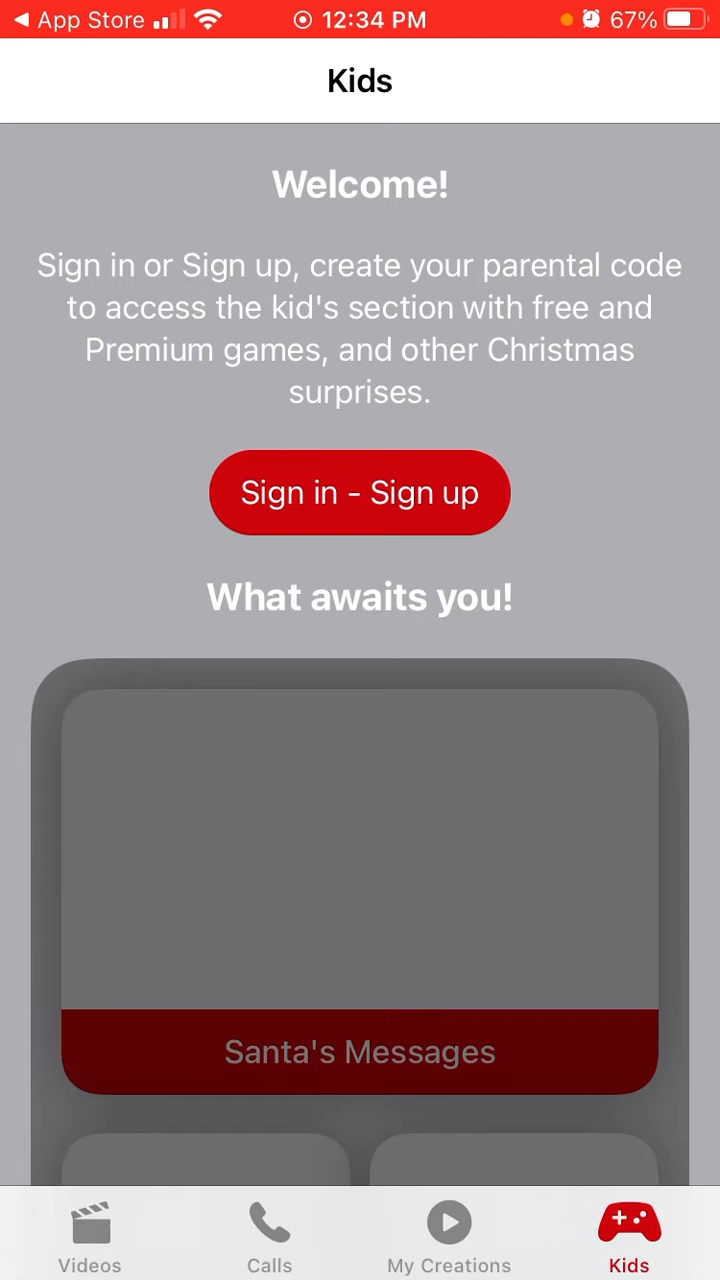 App Store 12:34 PM 67%
Kids
Welcome!
Sign in or Sign up, create your parental code
to access the kid's section with free and
Premium games, and other Christmas
surprises.
Sign in - Sign up
What awaits you!
Santa's Messages
Videos Calls My Creations Kids